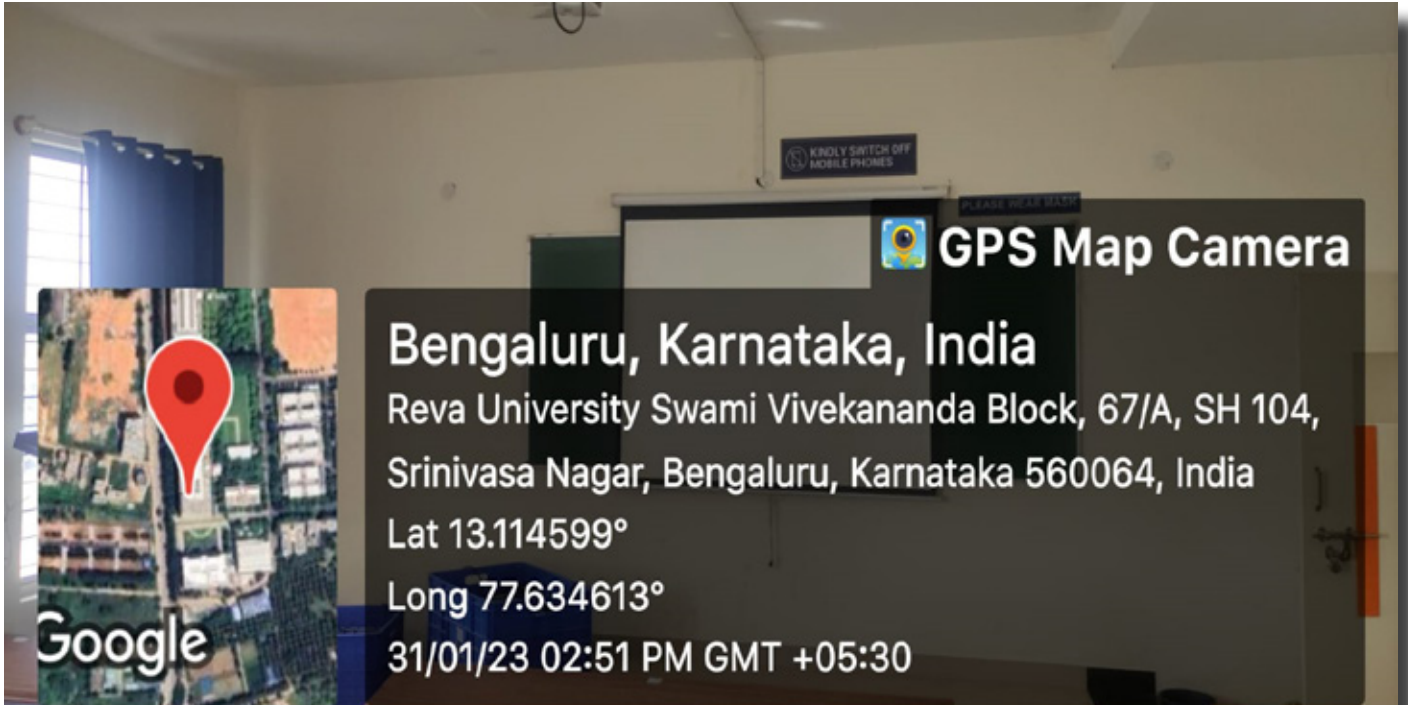 KINDLY SWITCH OFF
MOBILE PHONES
PLEASE WEAR MASK
GPS Map Camera
Bengaluru, Karnataka, India
Reva University Swami Vivekananda Block, 67/A, SH 104,
Srinivasa Nagar, Bengaluru, Karnataka 560064, India
Lat 13.114599°
Long 77.634613°
31/01/23 02:51 PM GMT +05:30
Google